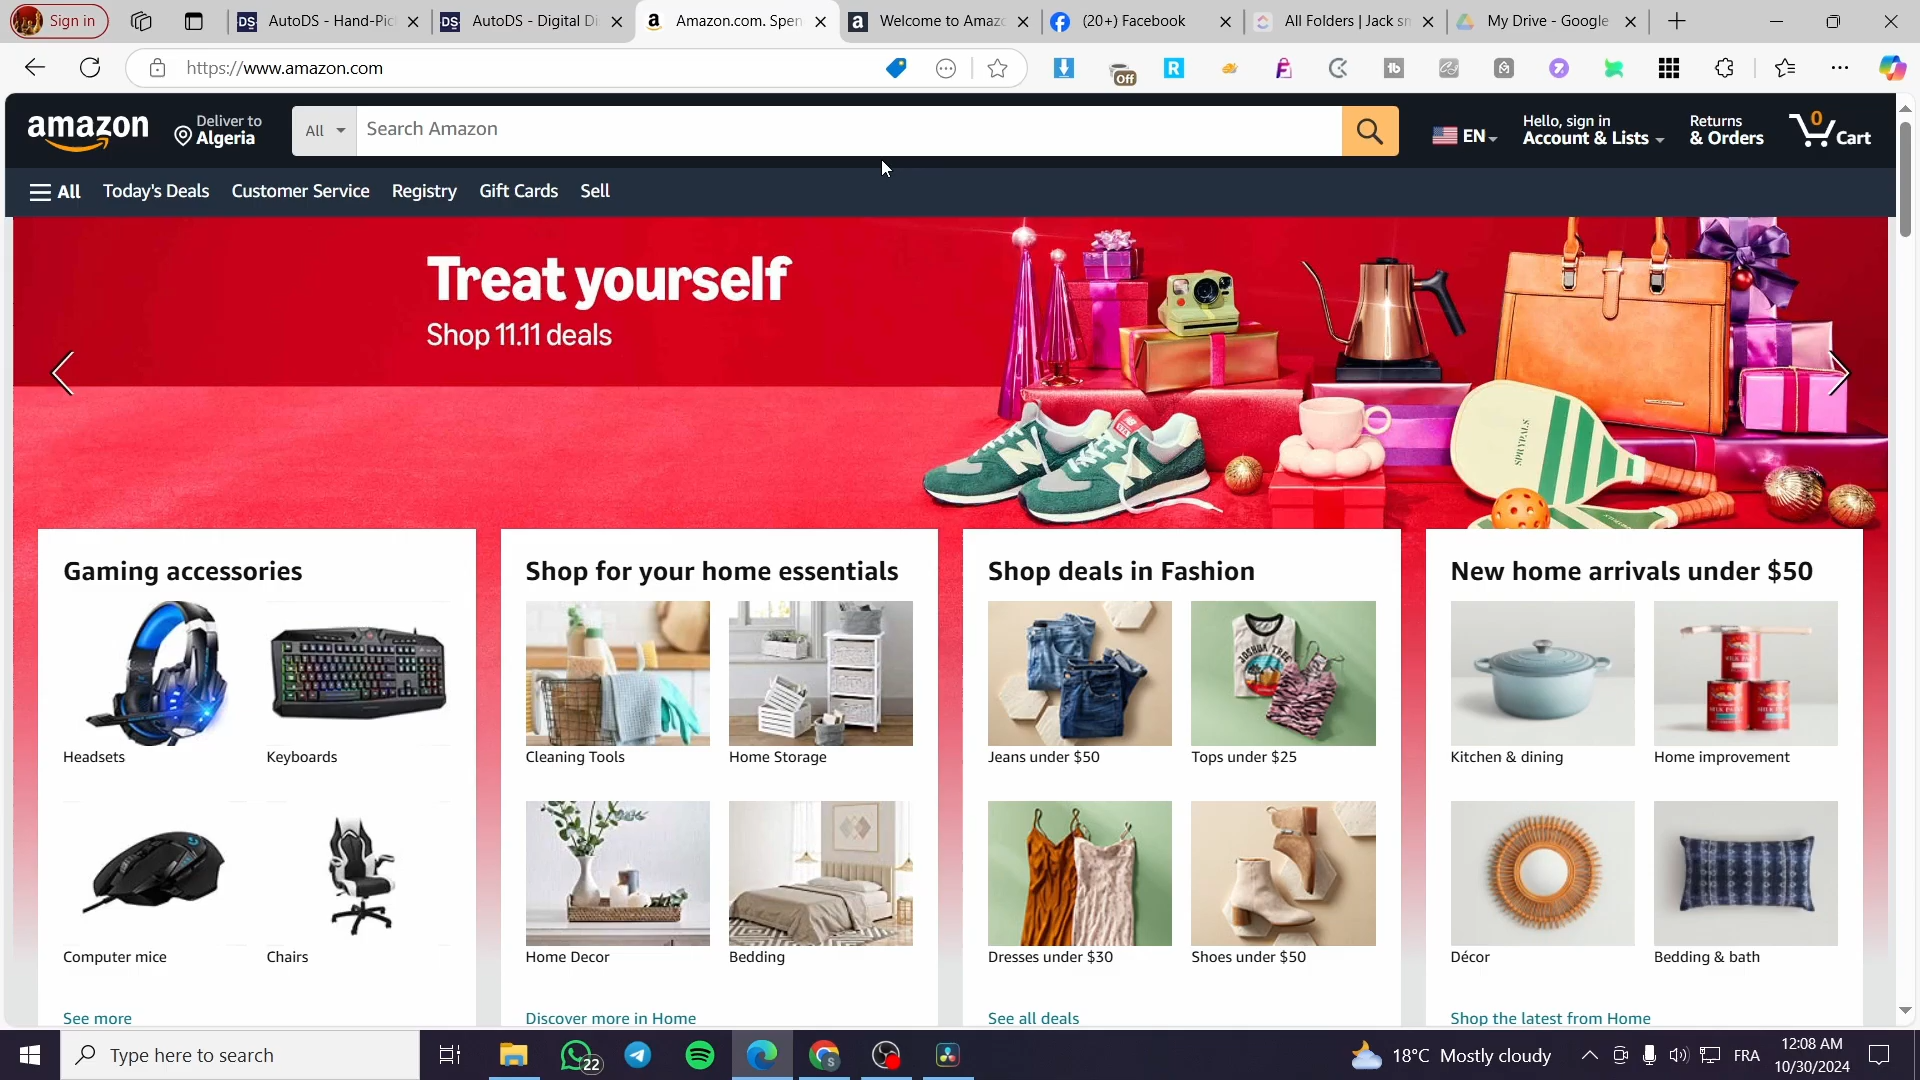 Sign in
AutoDS - Hand-Pic
AutoDS - Digital Di
Amazon.com. Spen
Welcome to Amazo
(20+) Facebook
All Folders | Jack sm
My Drive - Google
https://www.amazon.com
Off
amazon
Deliver to
Algeria
All
Search Amazon
EN
Hello, sign in
Account & Lists
Returns
& Orders
0
Cart
All
Today's Deals
Customer Service
Registry
Gift Cards
Sell
Treat yourself
Shop 11.11 deals
Gaming accessories
Headsets
Keyboards
Computer mice
Chairs
See more
Shop for your home essentials
Cleaning Tools
Home Storage
Home Decor
Bedding
Discover more in Home
Shop deals in Fashion
JOSHUA TREE
Jeans under $50
Tops under $25
Dresses under $30
Shoes under $50
See all deals
New home arrivals under $50
Kitchen & dining
Home improvement
Décor
Bedding & bath
Shop the latest from Home
Type here to search
22
18°C Mostly cloudy
FRA
12:08 AM
10/30/2024